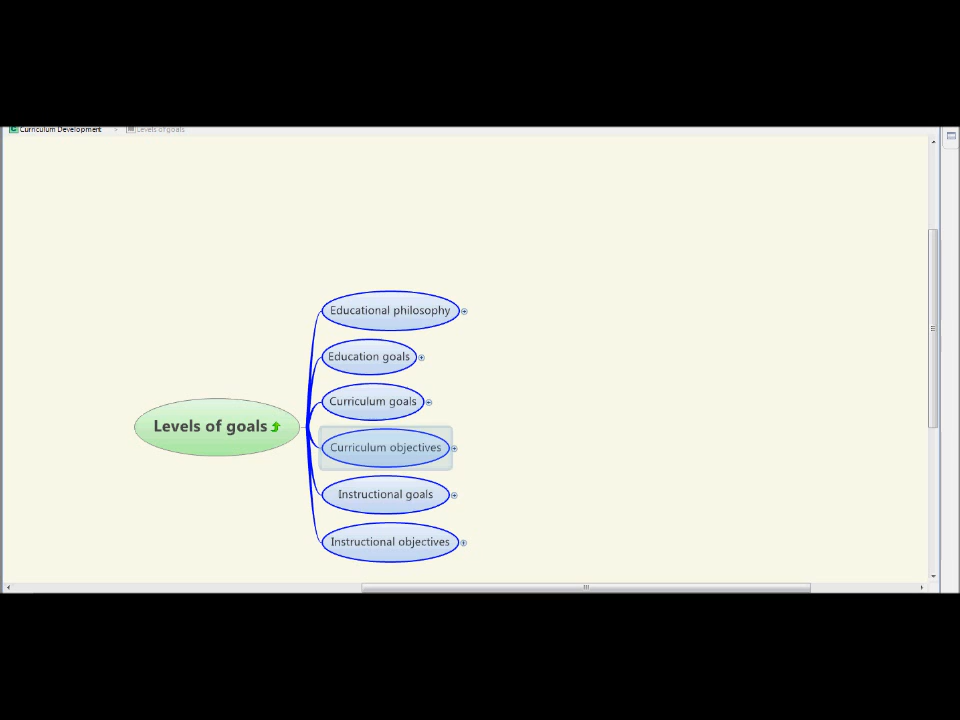 Curriculum Development > Levels of goals
Educational philosophy
Education goals
Curriculum goals
Levels of goals
Curriculum objectives
Instructional goals
Instructional objectives